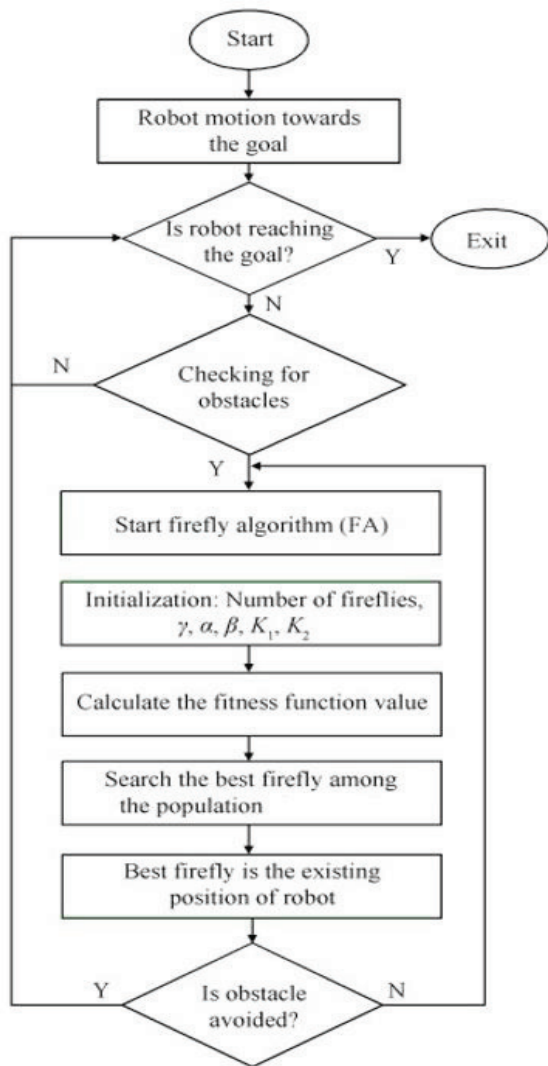 Start
Robot motion towards
the goal
Is robot reaching
the goal?
Y
Exit
N
N
Checking for
obstacles
Y
Start firefly algorithm (FA)
Initialization: Number of fireflies,
γ, α, β, K₁, K₂
Calculate the fitness function value
Search the best firefly among
the population
Best firefly is the existing
position of robot
Y
Is obstacle
avoided?
N